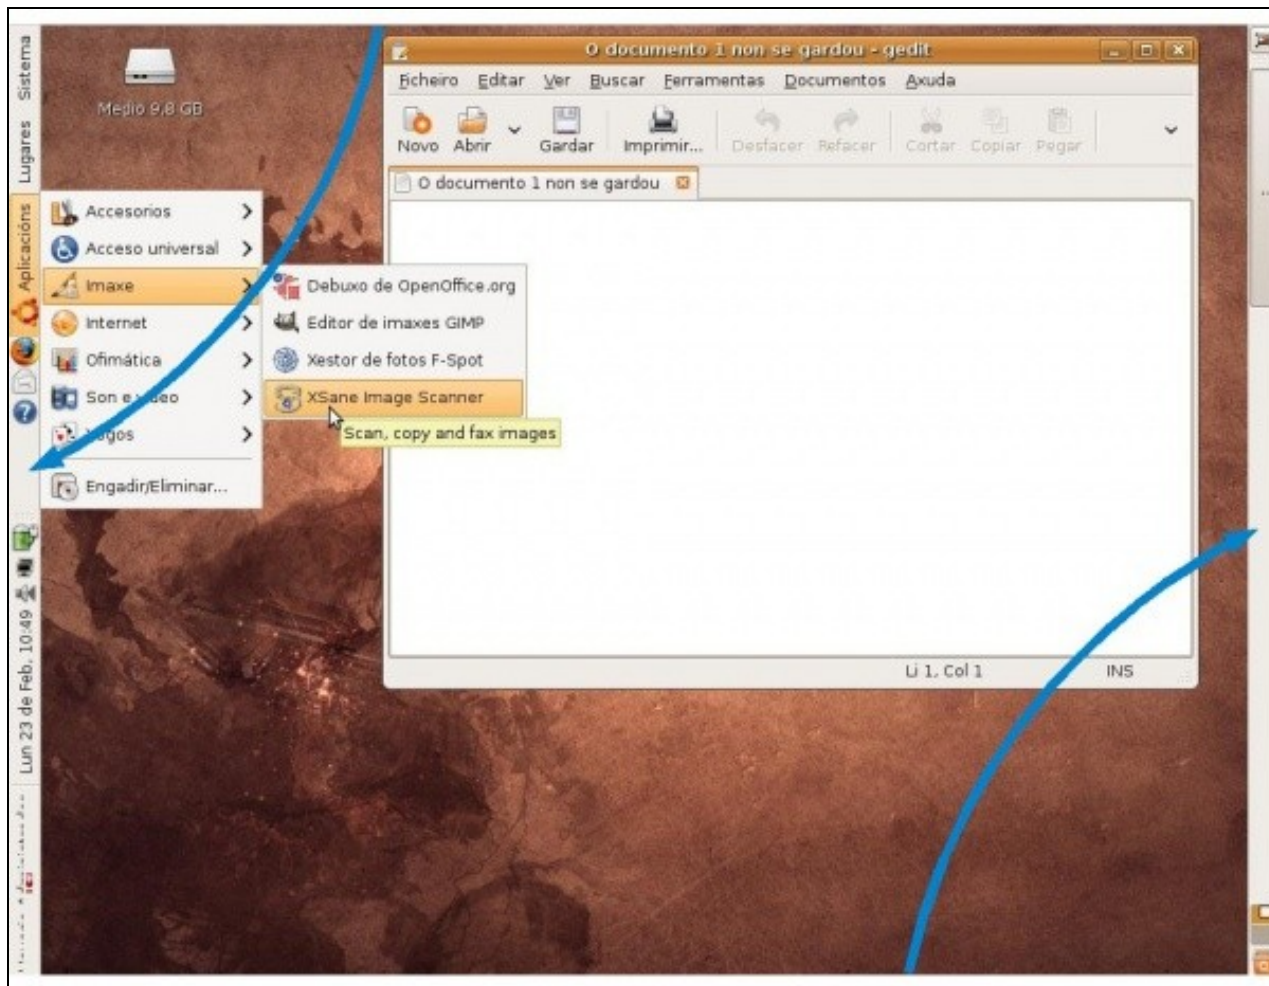 Sistema
Lugares
Aplicacións
Medio 9,8 GB
O documento 1 non se gardou - gedit
Ficheiro Editar Ver Buscar Ferramentas Documentos Axuda
Novo Abrir Gardar Imprimir... Desfacer Refacer Cortar Copiar Pegar
O documento 1 non se gardou
Accesorios
Acceso universal
Imaxe
Internet
Ofimática
Son e
Engadir/Eliminar...
Debuxo de OpenOffice.org
Editor de imaxes GIMP
Xestor de fotos F-Spot
XSane Image Scanner
Scan, copy and fax images
Li 1, Col 1 INS
Lun 23 de Feb, 10:49